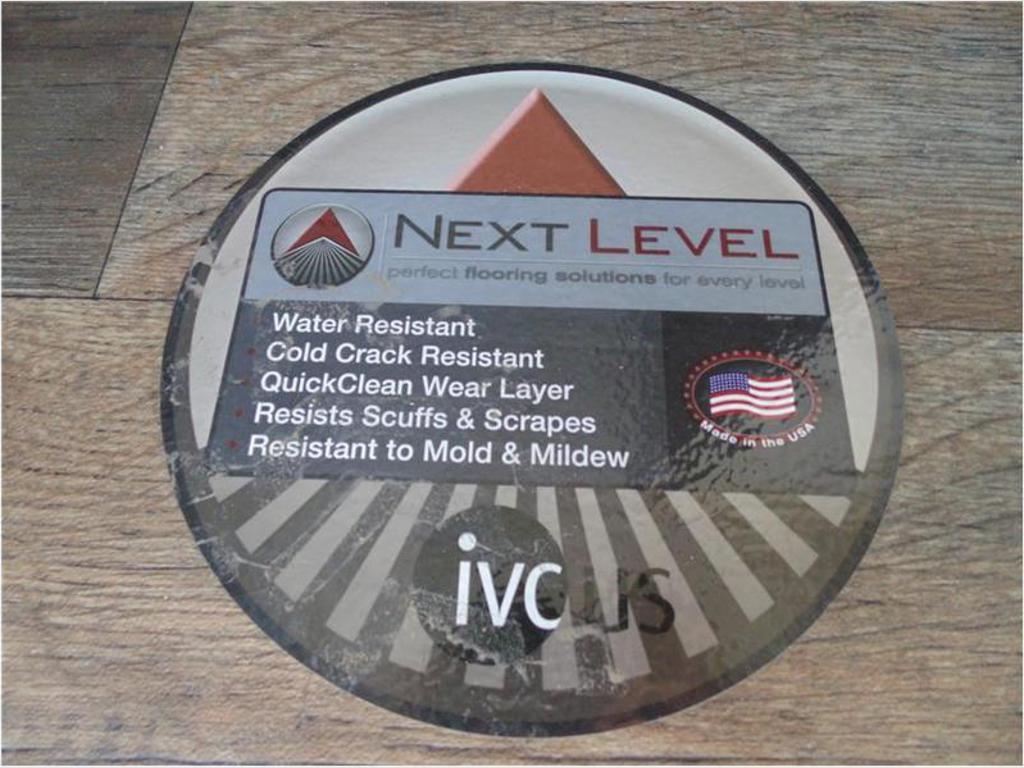 NEXT LEVEL
perfect flooring solutions for every level
Water Resistant
Cold Crack Resistant
QuickClean Wear Layer
Resists Scuffs & Scrapes
Resistant to Mold & Mildew
Made in the USA
ivc US